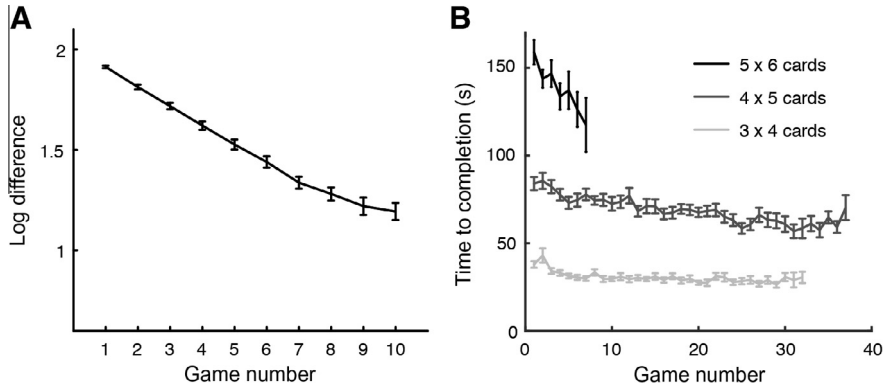 A
Log difference
2
1.5
1
1 2 3 4 5 6 7 8 9 10
Game number
B
Time to completion (s)
150
100
50
0
5 x 6 cards
4 x 5 cards
3 x 4 cards
0 10 20 30 40
Game number